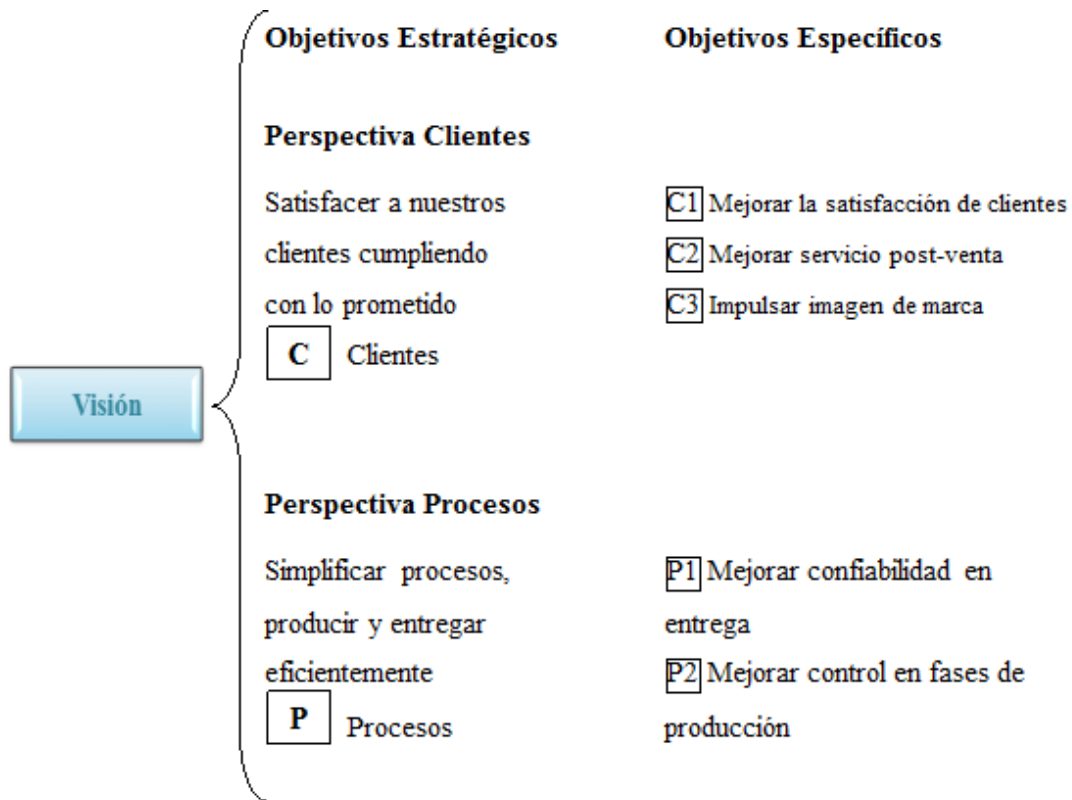 Objetivos Estratégicos
Objetivos Específicos
Perspectiva Clientes
Satisfacer a nuestros
clientes cumpliendo
con lo prometido
C Clientes
C1 Mejorar la satisfacción de clientes
C2 Mejorar servicio post-venta
C3 Impulsar imagen de marca
Visión
Perspectiva Procesos
Simplificar procesos,
producir y entregar
eficientemente
P Procesos
P1 Mejorar confiabilidad en
entrega
P2 Mejorar control en fases de
producción